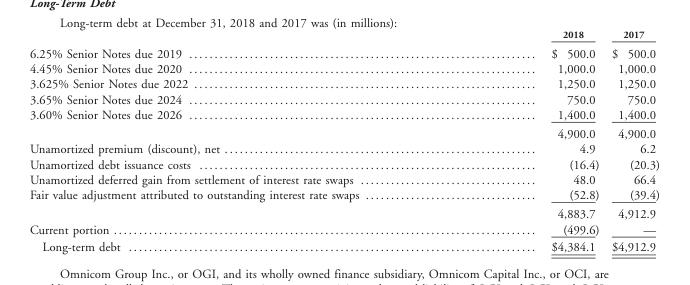 Long-Term Debt
Long-term debt at December 31, 2018 and 2017 was (in millions):
2018 2017
6.25% Senior Notes due 2019 ........ $ 500.0 $ 500.0
4.45% Senior Notes due 2020 ........ 1,000.0 1,000.0
3.625% Senior Notes due 2022 ........ 1,250.0 1,250.0
3.65% Senior Notes due 2024 ........ 750.0 750.0
3.60% Senior Notes due 2026 ........ 1,400.0 1,400.0
4,900.0 4,900.0
Unamortized premium (discount), net ........ 4.9 6.2
Unamortized debt issuance costs ........ (16.4) (20.3)
Unamortized deferred gain from settlement of interest rate swaps ........ 48.0 66.4
Fair value adjustment attributed to outstanding interest rate swaps ........ (52.8) (39.4)
4,883.7 4,912.9
Current portion ........ (499.6) —
Long-term debt ........ $4,384.1 $4,912.9
Omnicom Group Inc., or OGI, and its wholly owned finance subsidiary, Omnicom Capital Inc., or OCI, are